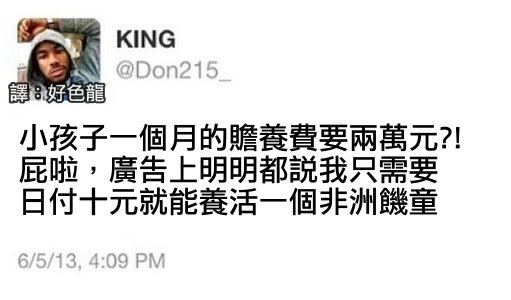 KING
@Don215_
譯：好色龍
小孩子一個月的贍養費要兩萬元?!
屁啦，廣告上明明都説我只需要
日付十元就能養活一個非洲饑童
6/5/13, 4:09 PM